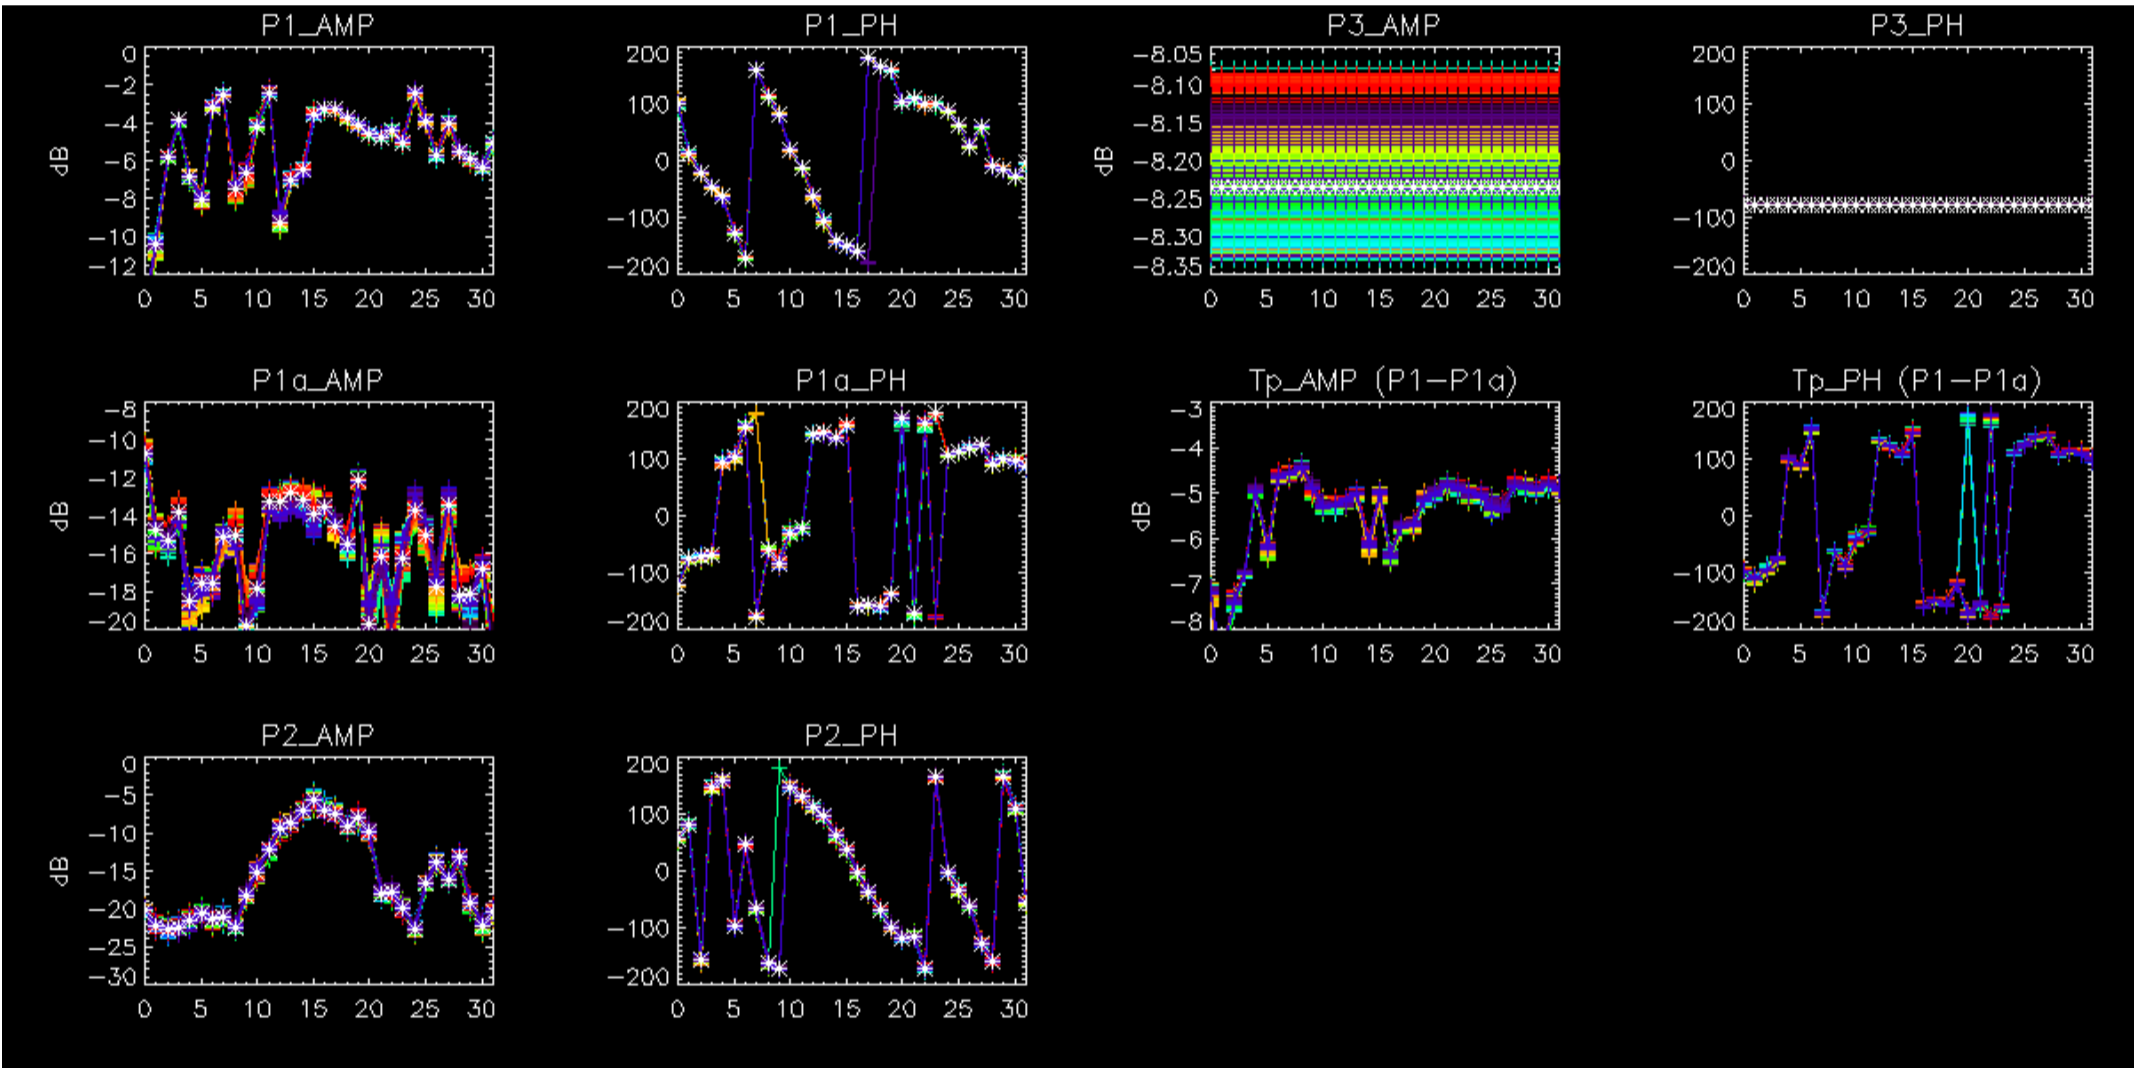 P1_AMP
P1_PH
P3_AMP
P3_PH
0
−2
−4
−6
−8
−10
−12
dB
0 5 10 15 20 25 30
200
100
0
−100
−200
0 5 10 15 20 25 30
−8.05
−8.10
−8.15
−8.20
−8.25
−8.30
−8.35
dB
0 5 10 15 20 25 30
200
100
0
−100
−200
0 5 10 15 20 25 30
P1a_AMP
P1a_PH
Tp_AMP (P1−P1a)
Tp_PH (P1−P1a)
−8
−10
−12
−14
−16
−18
−20
dB
0 5 10 15 20 25 30
200
100
0
−100
−200
0 5 10 15 20 25 30
−3
−4
−5
−6
−7
−8
dB
0 5 10 15 20 25 30
200
100
0
−100
−200
0 5 10 15 20 25 30
P2_AMP
P2_PH
0
−5
−10
−15
−20
−25
−30
dB
0 5 10 15 20 25 30
200
100
0
−100
−200
0 5 10 15 20 25 30